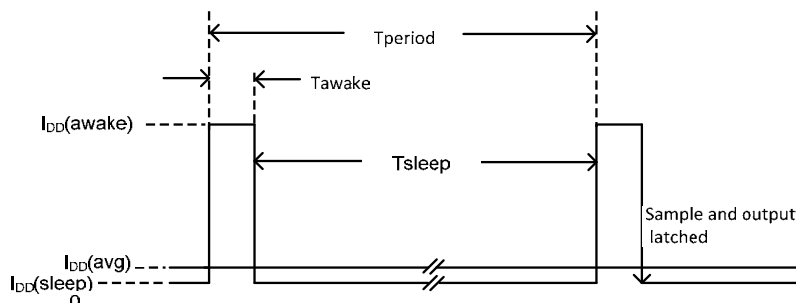 Tperiod
Tawake
IDD(awake)
Tsleep
Sample and output
latched
IDD(avg)
IDD(sleep)
0